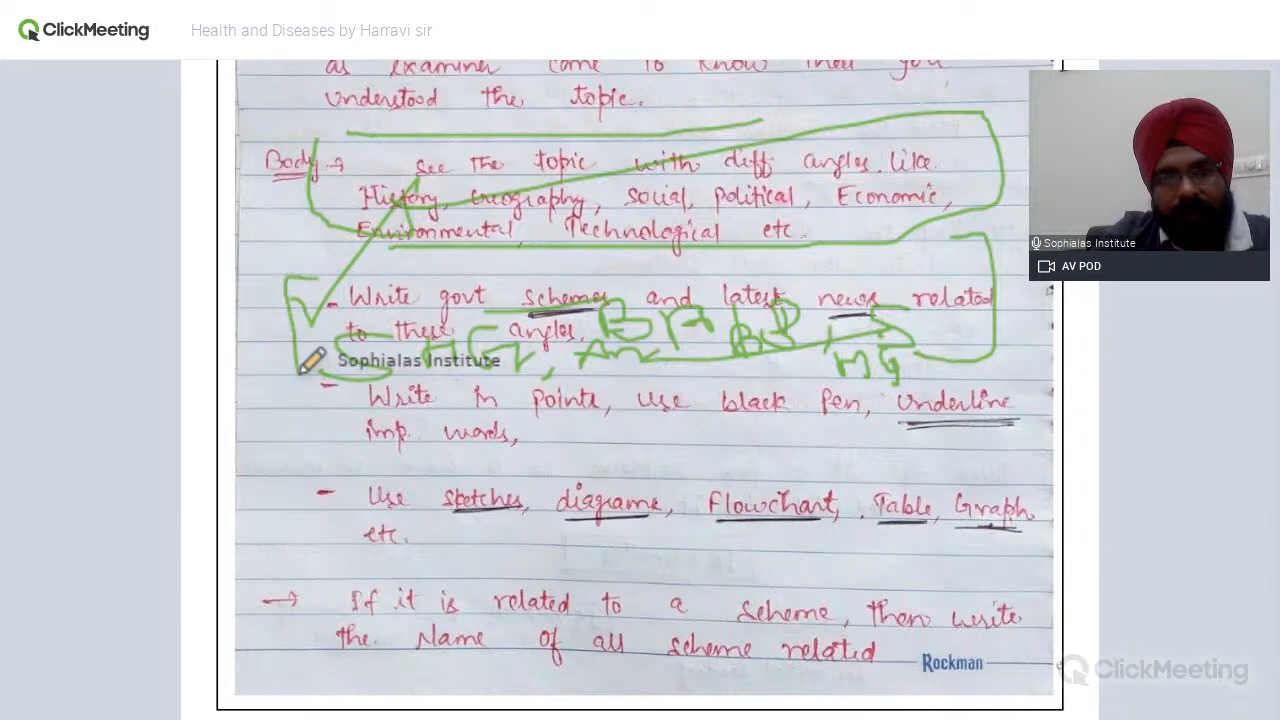 ClickMeeting
Health and Diseases by Harravi sir
as examiner come to know that you
understood the topic.
Body → See the topic with diff angles like
History, Geography, social, political, Economic,
Environmental, Technological etc.
- Write govt schemes and latest news related
to these angles.
Sophialas Institute
- Write in points, use black pen, underline
imp. words,
- Use sketches, diagrame, Flowchart, Table, Graph
etc.
→ If it is related to a scheme, then write
the Name of all scheme related
Rockman
ClickMeeting
Sophialas Institute
AV POD